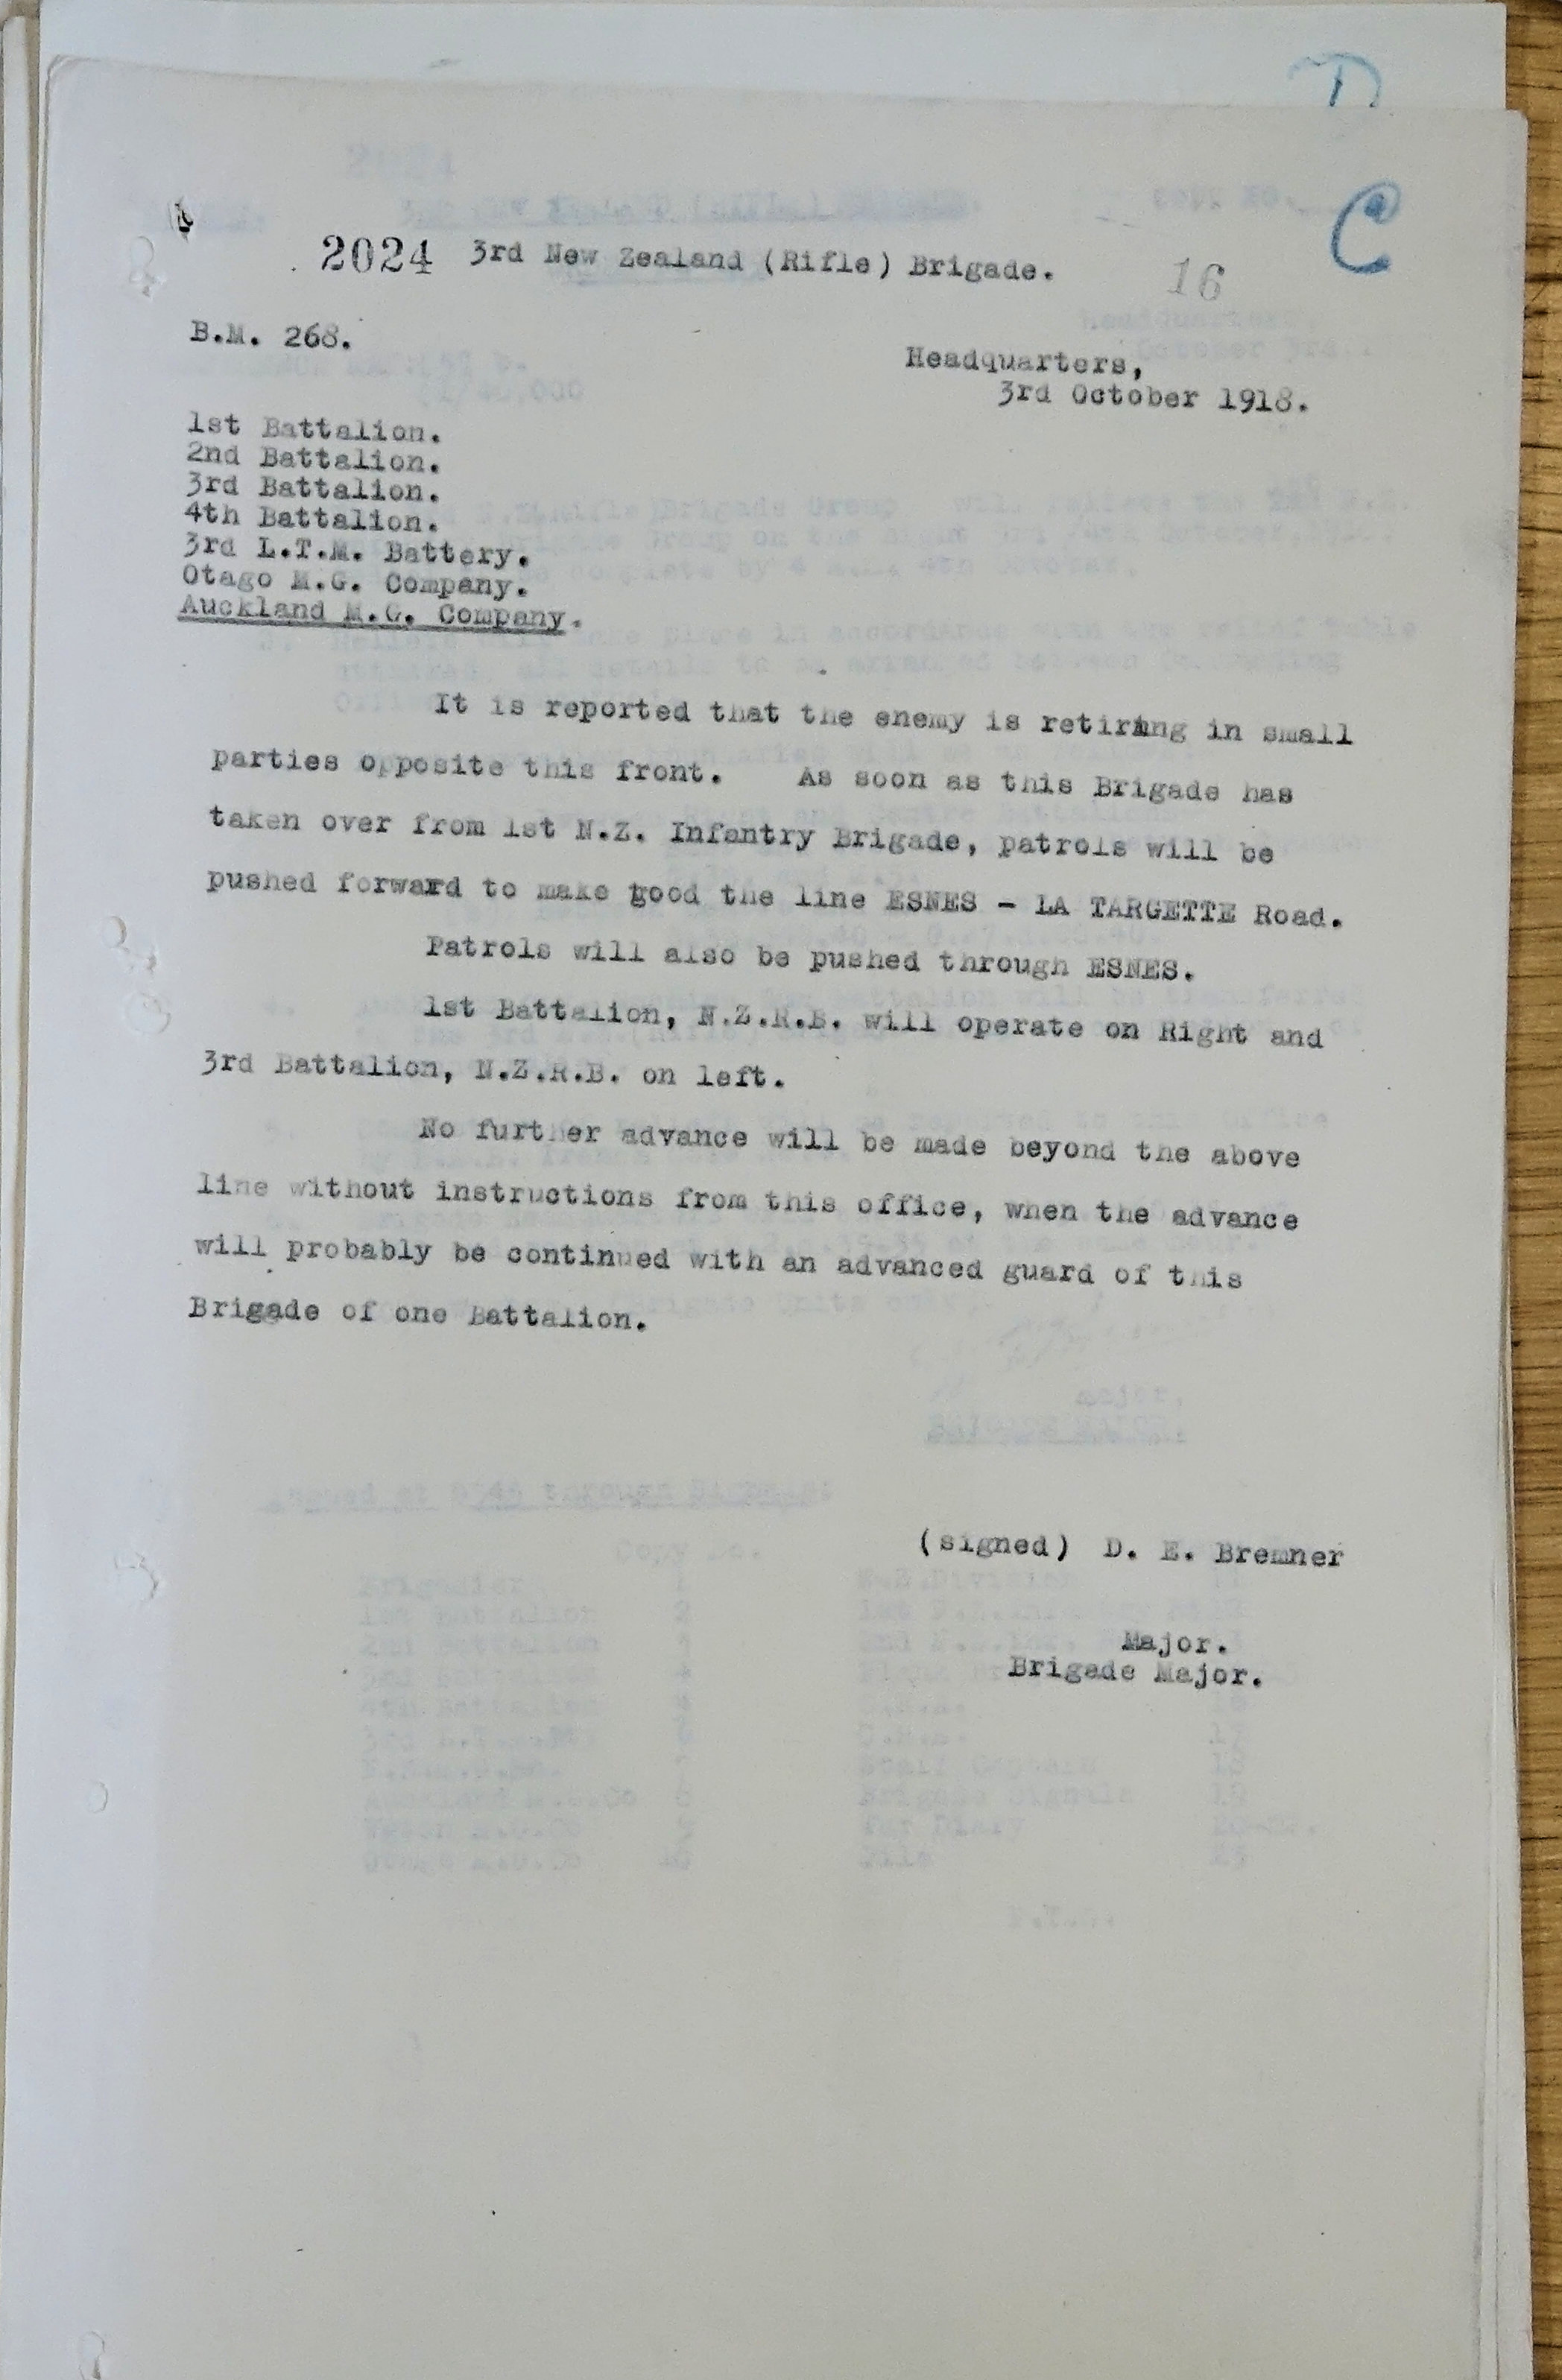 D
C
2024 3rd New Zealand (Rifle) Brigade.
16
B.M. 268.
Headquarters,
3rd October 1918.
1st Battalion.
2nd Battalion.
3rd Battalion.
4th Battalion.
3rd L.T.M. Battery.
Otago M.G. Company.
Auckland M.G. Company.
It is reported that the enemy is retiring in small
parties opposite this front. As soon as this Brigade has
taken over from 1st N.Z. Infantry Brigade, patrols will be
pushed forward to make good the line ESNES - LA TARGETTE Road.
Patrols will also be pushed through ESNES.
1st Battalion, N.Z.R.B. will operate on Right and
3rd Battalion, N.Z.R.B. on left.
No further advance will be made beyond the above
line without instructions from this office, when the advance
will probably be continued with an advanced guard of this
Brigade of one Battalion.
(signed) D. E. Bremner
Major.
Brigade Major.